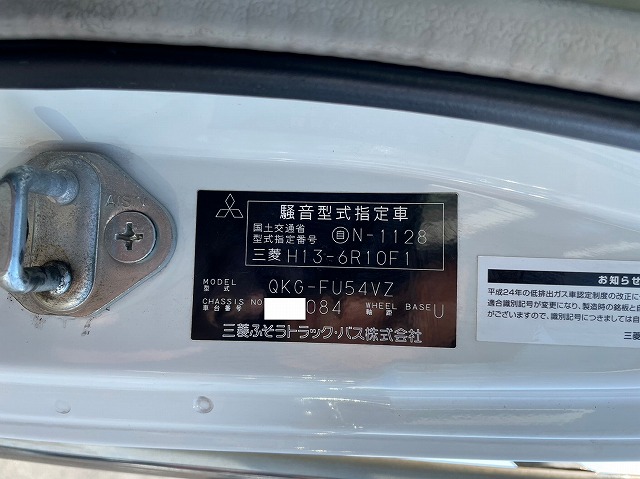 AISIN
騒音型式指定車
国土交通省
型式指定番号 自N-1128
三菱 H13-6R10F1
MODEL
型式 QKG-FU54VZ
CHASSIS NO 084 WHEEL BASE U
車台番号 軸距
三菱ふそうトラック・バス株式会社
お知らせ
平成24年の低排出ガス車認定制度の改正に
適合識別記号が変更になり、製造時の銘板と自
がございますので、識別記号につきましては自
三菱